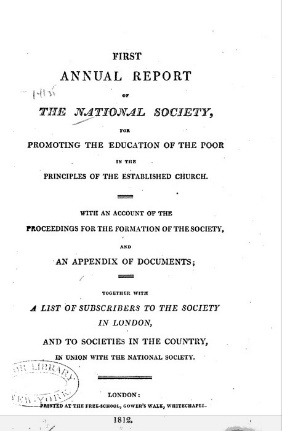 FIRST
ANNUAL REPORT
OF
THE NATIONAL SOCIETY,
FOR
PROMOTING THE EDUCATION OF THE POOR
IN THE
PRINCIPLES OF THE ESTABLISHED CHURCH.
WITH AN ACCOUNT OF THE
PROCEEDINGS FOR THE FORMATION OF THE SOCIETY,
AND
AN APPENDIX OF DOCUMENTS;
TOGETHER WITH
A LIST OF SUBSCRIBERS TO THE SOCIETY
IN LONDON,
AND TO SOCIETIES IN THE COUNTRY,
IN UNION WITH THE NATIONAL SOCIETY.
LIBRARY
LONDON:
PRINTED AT THE FREE-SCHOOL, GOWER'S WALK, WHITECHAPEL.
1812.